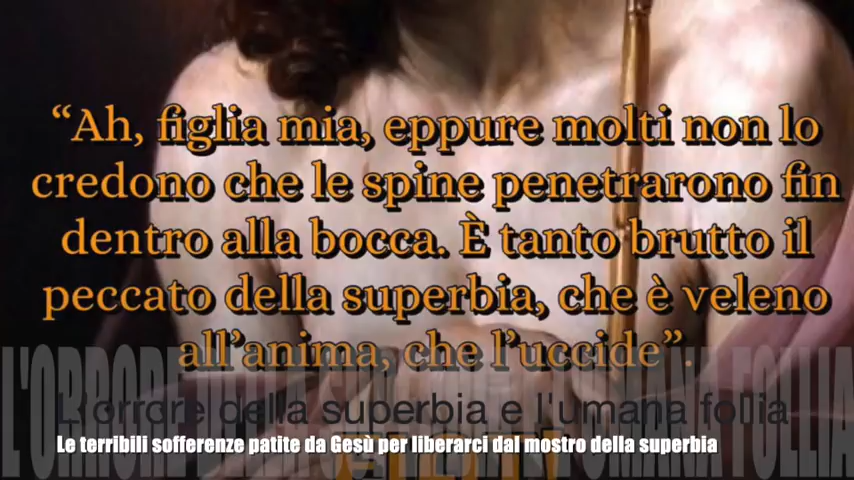 “Ah, figlia mia, eppure molti non lo
credono che le spine penetrarono fin
dentro alla bocca. È tanto brutto il
peccato della superbia, che è veleno
all’anima, che l’uccide”.
L'ORRORE DELLA SUPERBIA E L'UMANA FOLLIA
L'orrore della superbia e l'umana follia
Le terribili sofferenze patite da Gesù per liberarci dal mostro della superbia